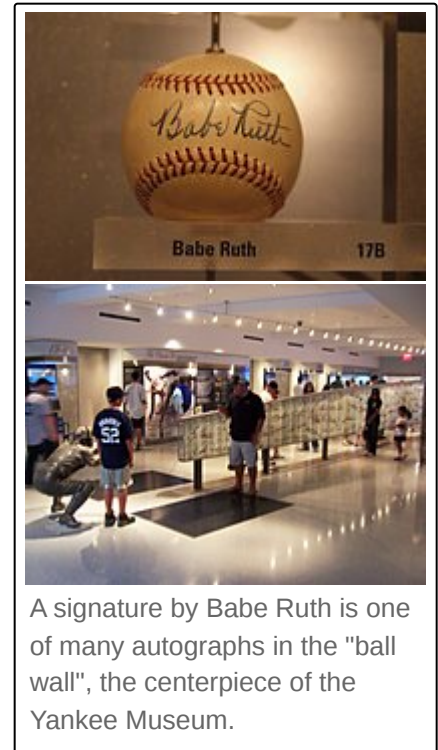 Babe Ruth
Babe Ruth 17B
52
A signature by Babe Ruth is one
of many autographs in the "ball
wall", the centerpiece of the
Yankee Museum.